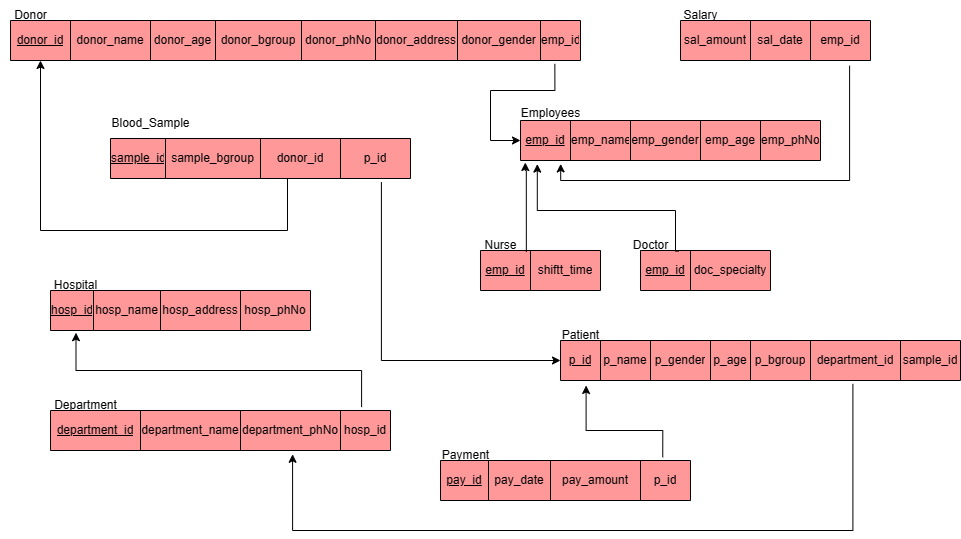 Donor
donor_id donor_name donor_age donor_bgroup donor_phNo donor_address donor_gender emp_id
Salary
sal_amount sal_date emp_id
Blood_Sample
sample_id sample_bgroup donor_id p_id
Employees
emp_id emp_name emp_gender emp_age emp_phNo
Nurse
emp_id shiftt_time
Doctor
emp_id doc_specialty
Hospital
hosp_id hosp_name hosp_address hosp_phNo
Patient
p_id p_name p_gender p_age p_bgroup department_id sample_id
Department
department_id department_name department_phNo hosp_id
Payment
pay_id pay_date pay_amount p_id